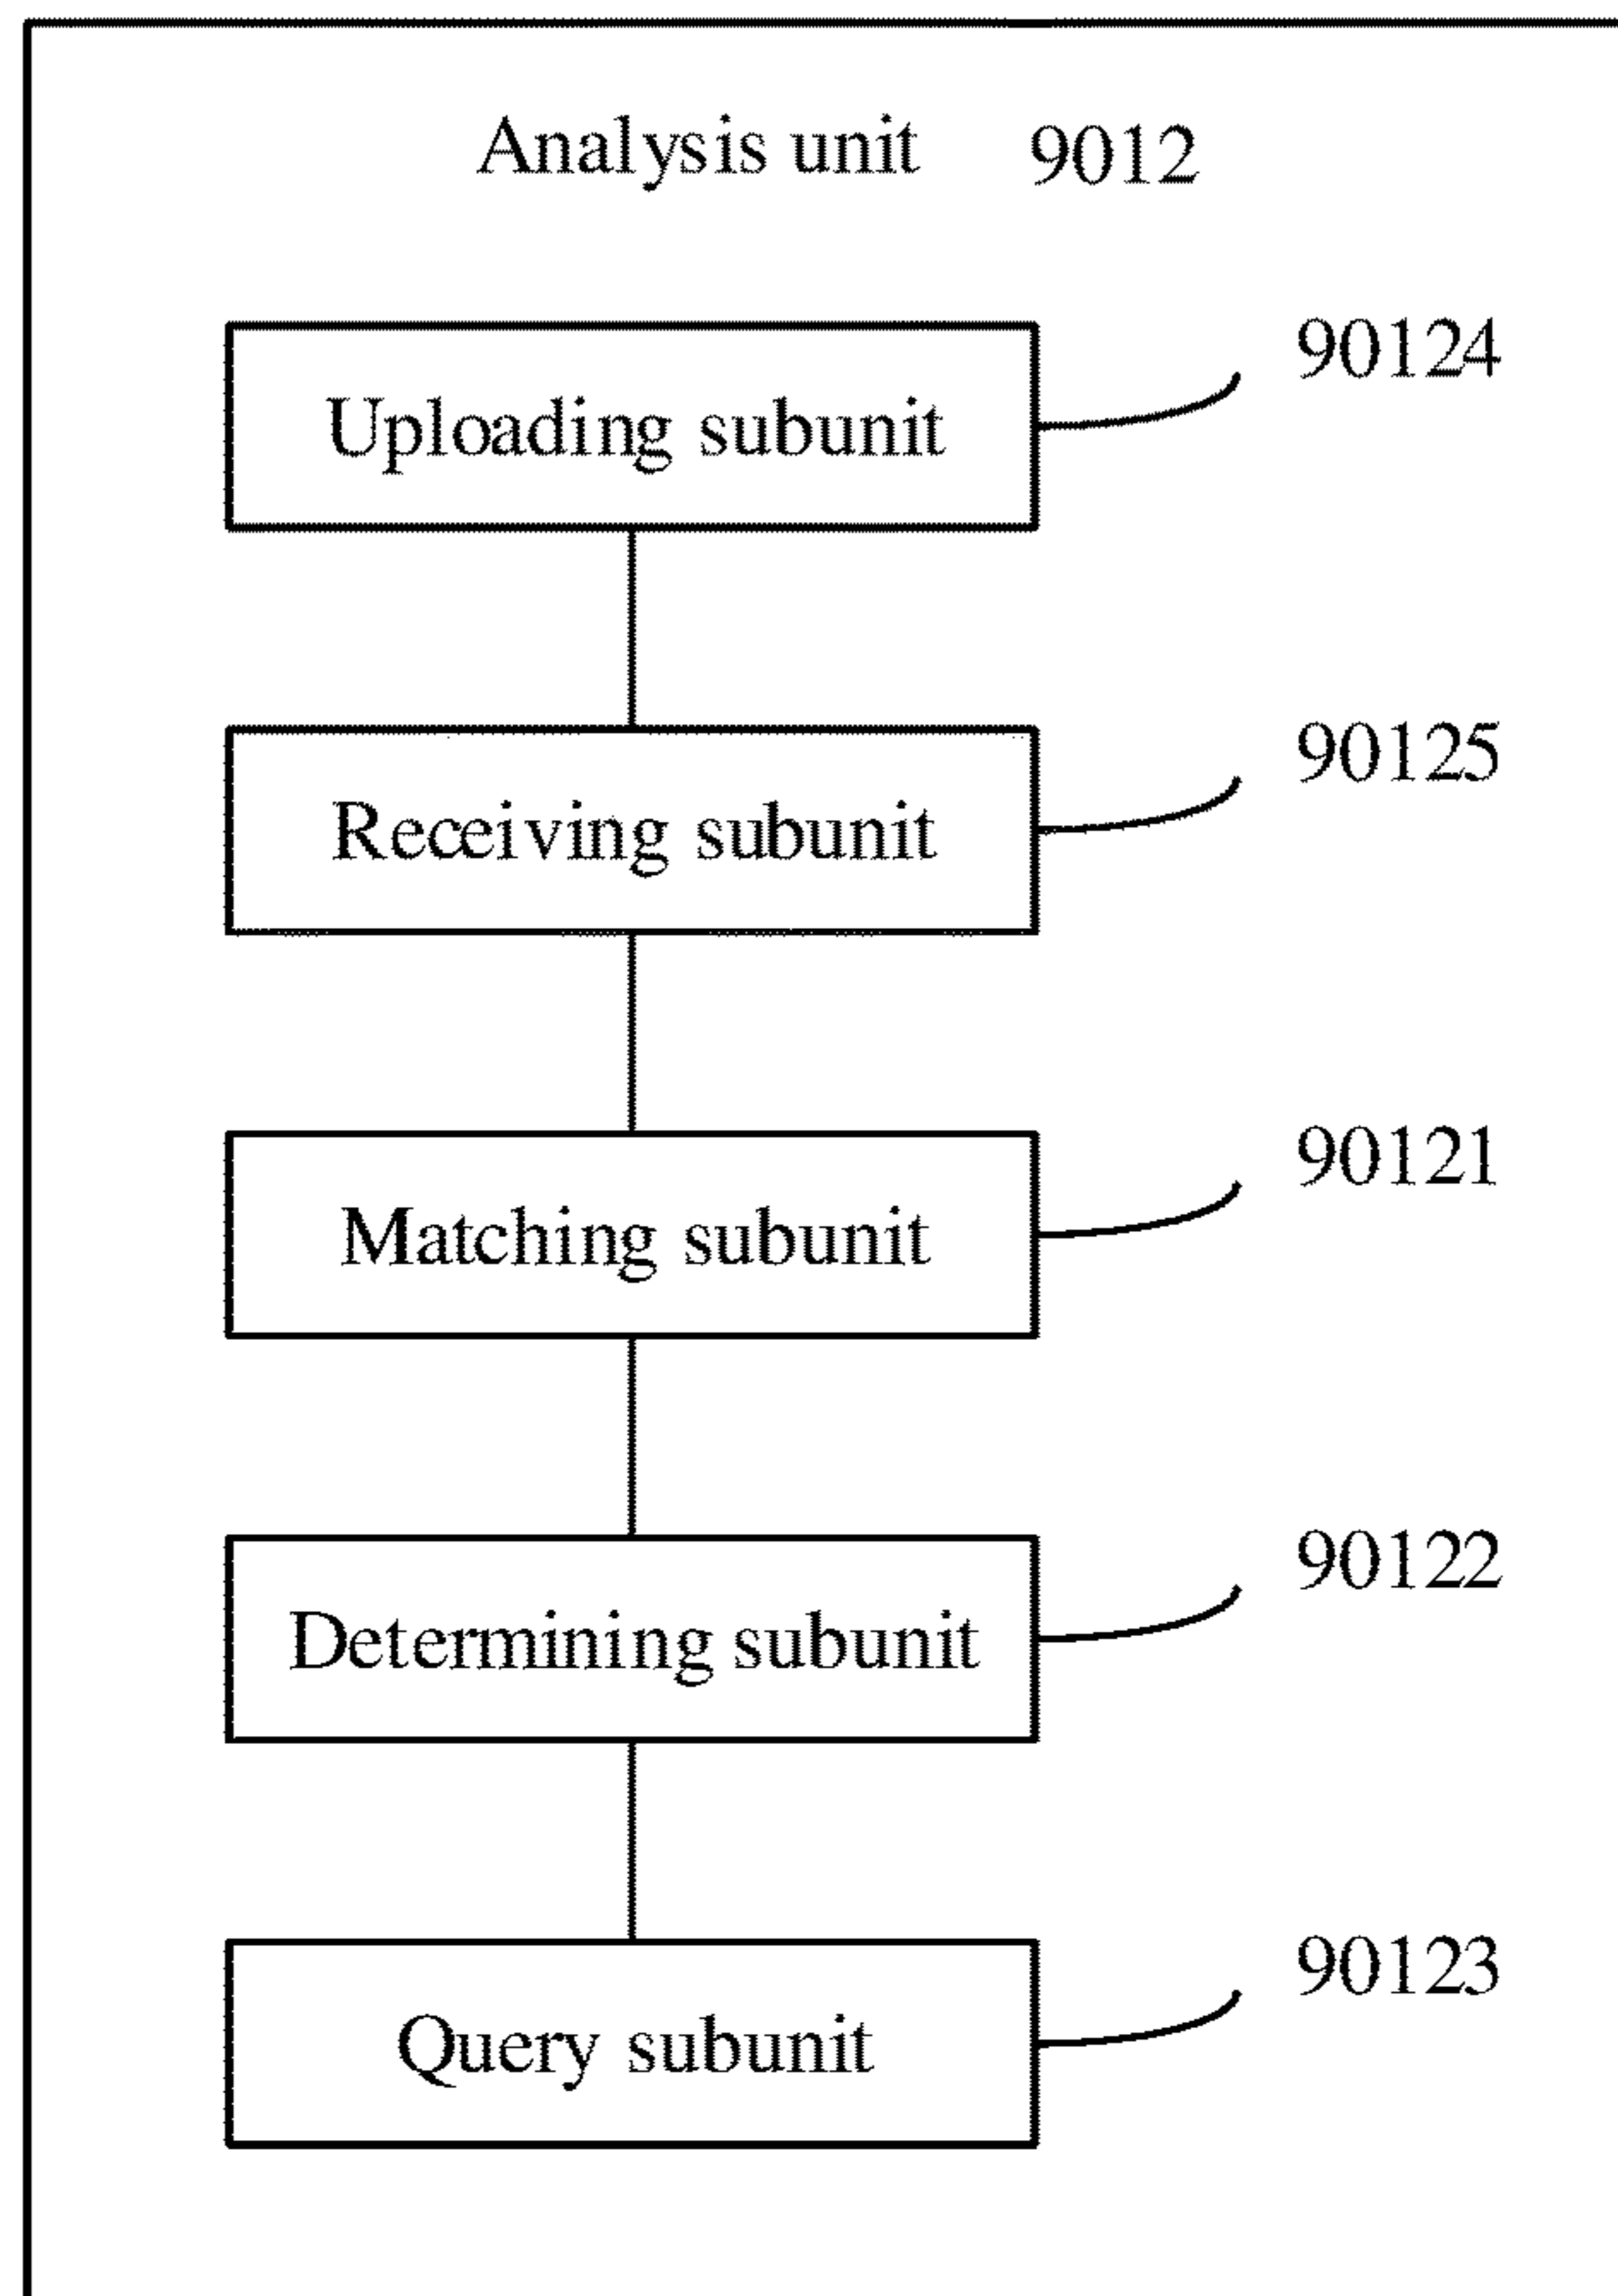 Analysis unit 9012
Uploading subunit 90124
Receiving subunit 90125
Matching subunit 90121
Determining subunit 90122
Query subunit 90123